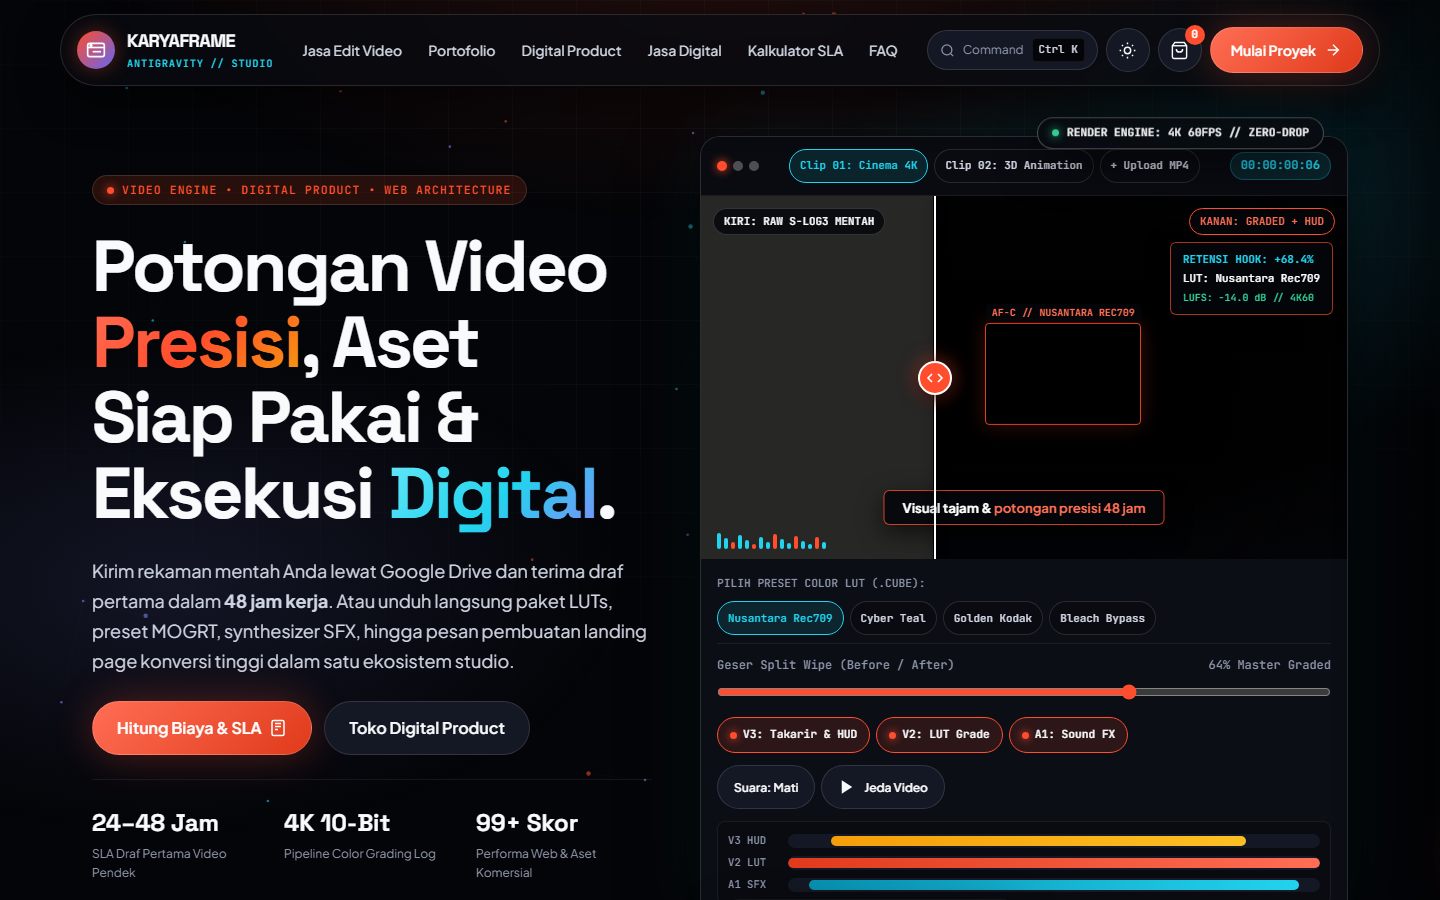 KARYAFRAME
ANTIGRAVITY // STUDIO
Jasa Edit Video
Portofolio
Digital Product
Jasa Digital
Kalkulator SLA
FAQ
Command
Ctrl K
0
Mulai Proyek
VIDEO ENGINE • DIGITAL PRODUCT • WEB ARCHITECTURE
Potongan Video
Presisi, Aset
Siap Pakai &
Eksekusi Digital.
Kirim rekaman mentah Anda lewat Google Drive dan terima draf
pertama dalam 48 jam kerja. Atau unduh langsung paket LUTs,
preset MOGRT, synthesizer SFX, hingga pesan pembuatan landing
page konversi tinggi dalam satu ekosistem studio.
Hitung Biaya & SLA
Toko Digital Product
24–48 Jam
SLA Draf Pertama Video
Pendek
4K 10-Bit
Pipeline Color Grading Log
99+ Skor
Performa Web & Aset
Komersial
RENDER ENGINE: 4K 60FPS // ZERO-DROP
Clip 01: Cinema 4K
Clip 02: 3D Animation
+ Upload MP4
00:00:00:06
KIRI: RAW S-LOG3 MENTAH
KANAN: GRADED + HUD
RETENSI HOOK: +68.4%
LUT: Nusantara Rec709
LUFS: -14.0 dB // 4K60
AF-C // NUSANTARA REC709
Visual tajam & potongan presisi 48 jam
PILIH PRESET COLOR LUT (.CUBE):
Nusantara Rec709
Cyber Teal
Golden Kodak
Bleach Bypass
Geser Split Wipe (Before / After)
64% Master Graded
V3: Takarir & HUD
V2: LUT Grade
A1: Sound FX
Suara: Mati
Jeda Video
V3 HUD
V2 LUT
A1 SFX